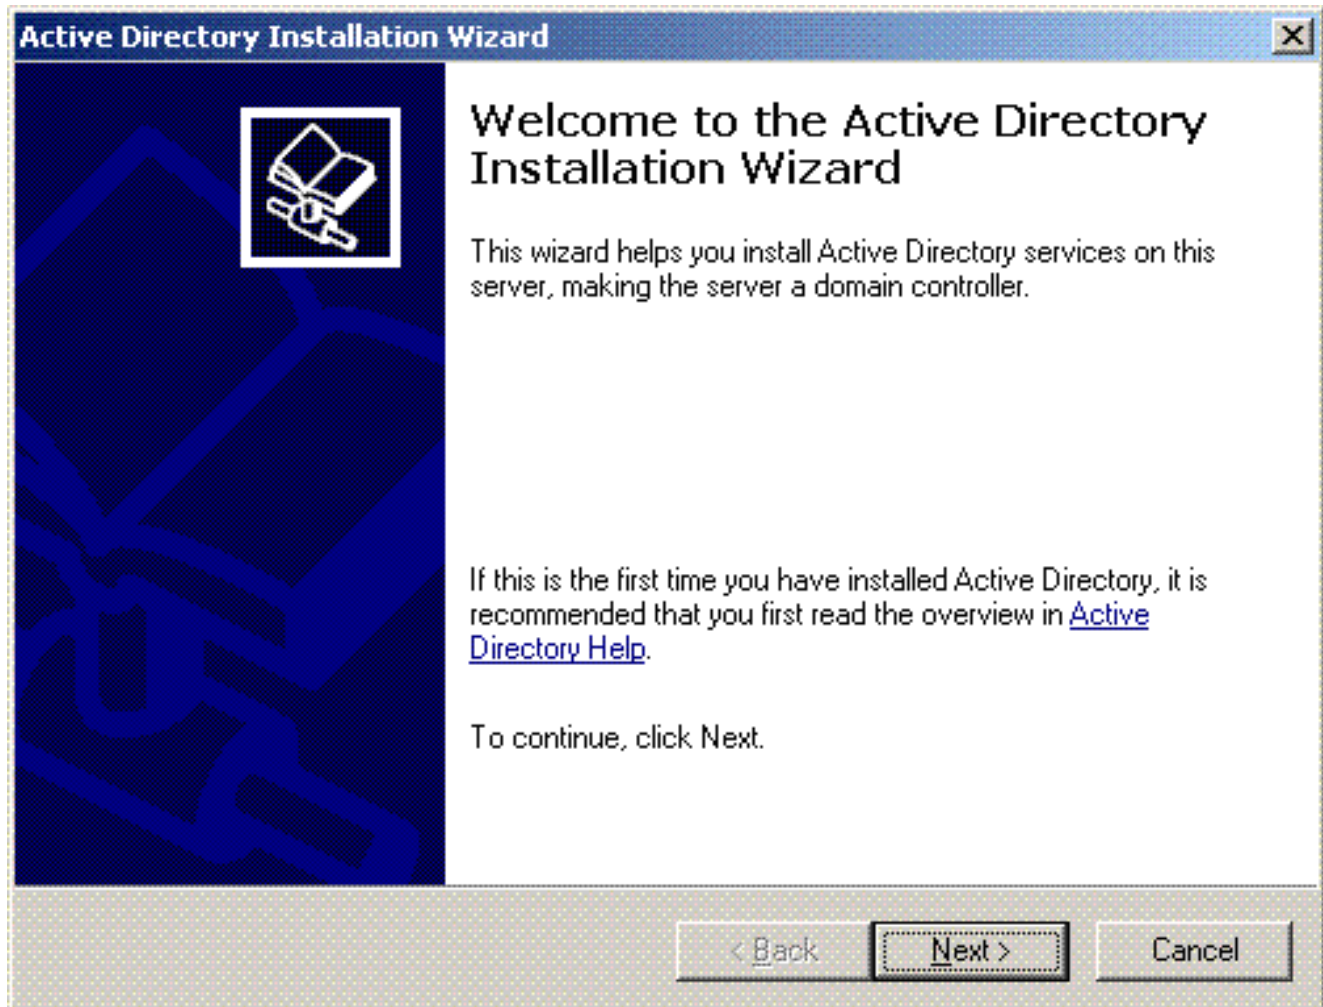 Active Directory Installation Wizard
Welcome to the Active Directory
Installation Wizard
This wizard helps you install Active Directory services on this
server, making the server a domain controller.
If this is the first time you have installed Active Directory, it is
recommended that you first read the overview in Active
Directory Help.
To continue, click Next.
< Back Next > Cancel